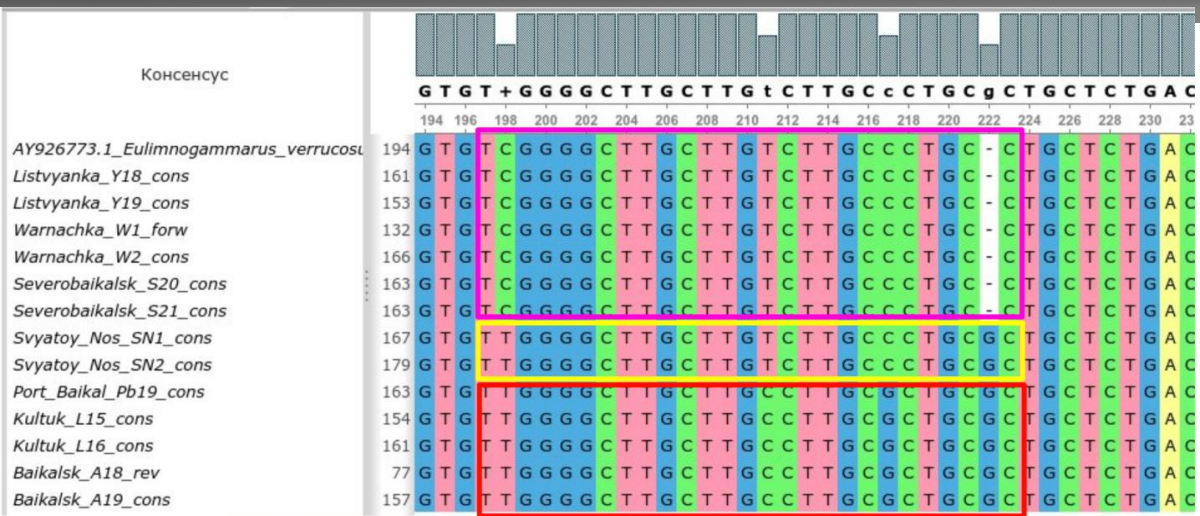 Консенсус
G T G T + G G G G C T T G C T T G t C T T G C c C T G C g C T G C T C T G A C
194 196 198 200 202 204 206 208 210 212 214 216 218 220 222 224 226 228 230 23
AY926773.1_Eulimnogammarus_verrucosu 194 G T G T C G G G G C T T G C T T G T C T T G C C C T G C - C T G C T C T G A C
Listvyanka_Y18_cons 161 G T G T C G G G G C T T G C T T G T C T T G C C C T G C - C T G C T C T G A C
Listvyanka_Y19_cons 153 G T G T C G G G G C T T G C T T G T C T T G C C C T G C - C T G C T C T G A C
Warnachka_W1_forw 132 G T G T C G G G G C T T G C T T G T C T T G C C C T G C - C T G C T C T G A C
Warnachka_W2_cons 166 G T G T C G G G G C T T G C T T G T C T T G C C C T G C - C T G C T C T G A C
Severobaikalsk_S20_cons 163 G T G T C G G G G C T T G C T T G T C T T G C C C T G C - C T G C T C T G A C
Severobaikalsk_S21_cons 163 G T G T C G G G G C T T G C T T G T C T T G C C C T G C - C T G C T C T G A C
Svyatoy_Nos_SN1_cons 167 G T G T T G G G G C T T G C T T G T C T T G C C C T G C G C T G C T C T G A C
Svyatoy_Nos_SN2_cons 179 G T G T T G G G G C T T G C T T G T C T T G C C C T G C G C T G C T C T G A C
Port_Baikal_Pb19_cons 163 G T G T T G G G G C T T G C T T G C C T T G C G C T G C G C T G C T C T G A C
Kultuk_L15_cons 154 G T G T T G G G G C T T G C T T G C C T T G C G C T G C G C T G C T C T G A C
Kultuk_L16_cons 161 G T G T T G G G G C T T G C T T G C C T T G C G C T G C G C T G C T C T G A C
Baikalsk_A18_rev 77 G T G T T G G G G C T T G C T T G C C T T G C G C T G C G C T G C T C T G A C
Baikalsk_A19_cons 157 G T G T T G G G G C T T G C T T G C C T T G C G C T G C G C T G C T C T G A C